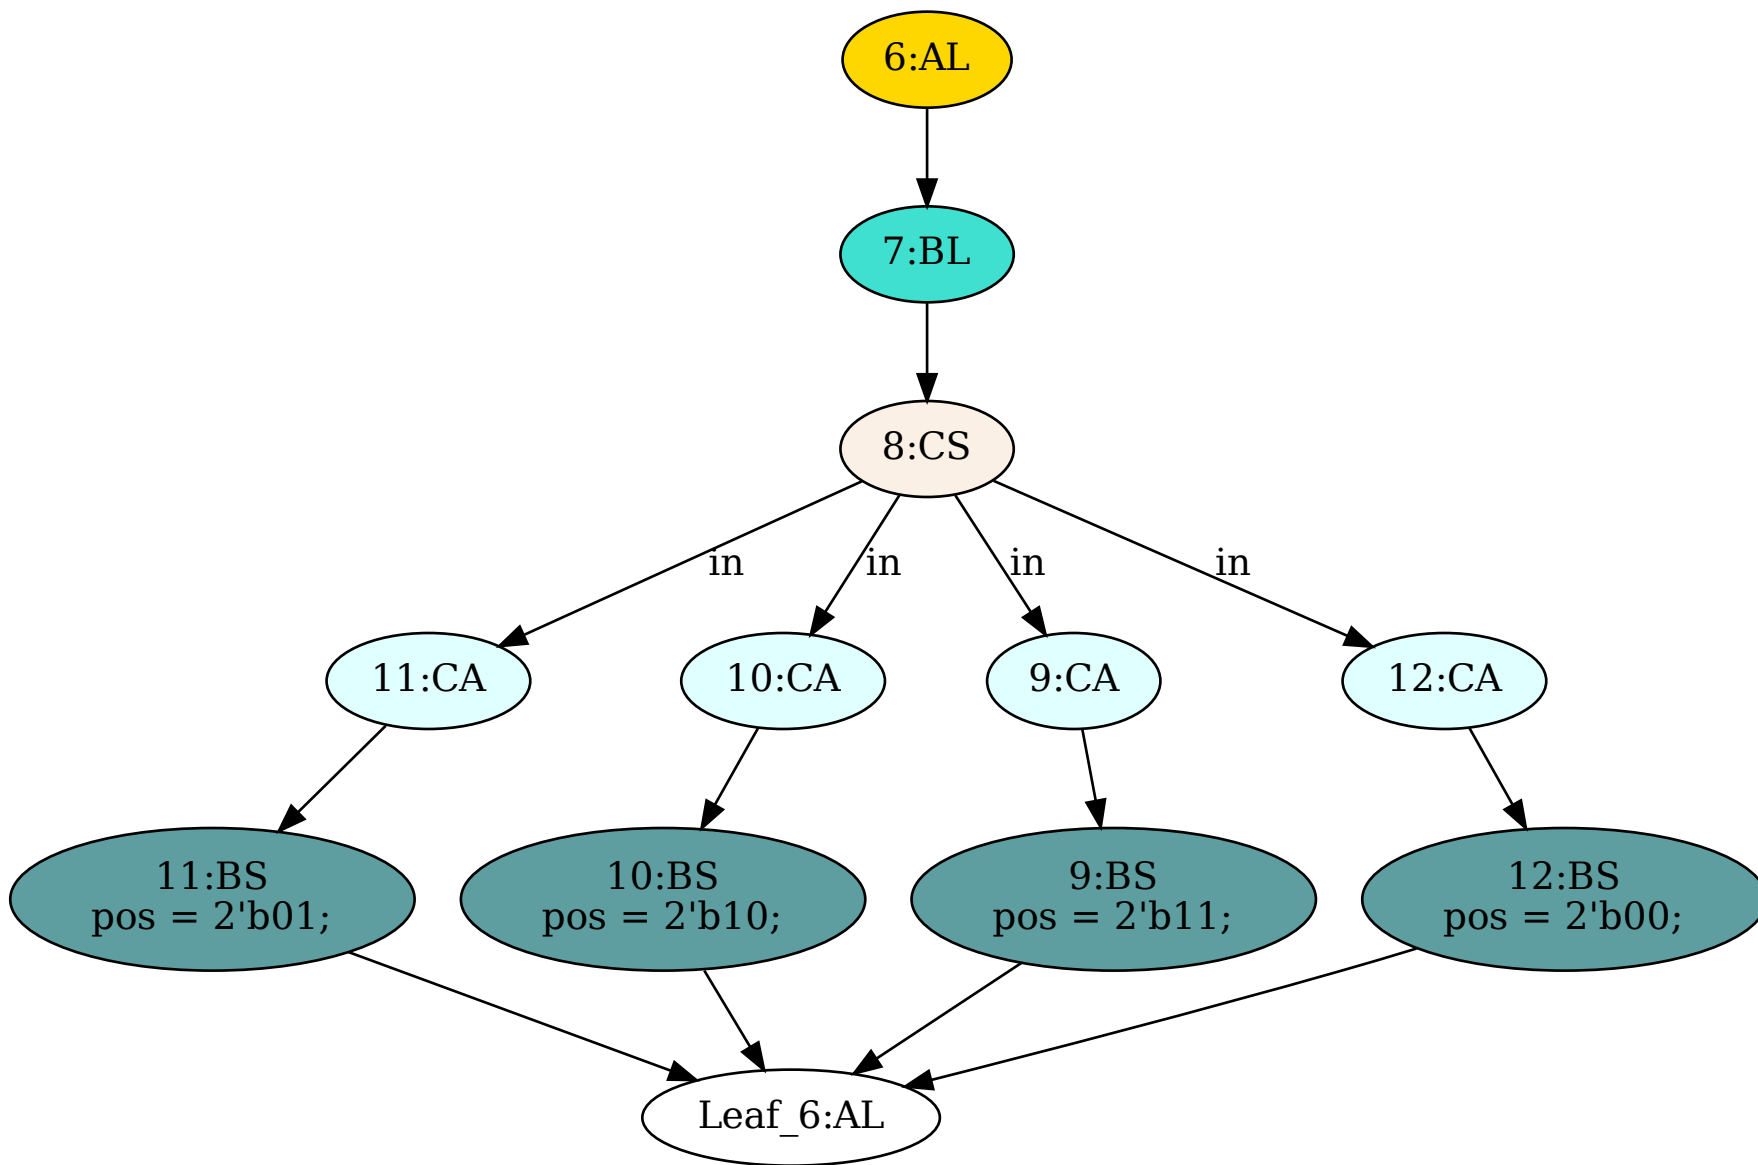 6:AL
7:BL
8:CS
in
in
in
in
11:CA
10:CA
9:CA
12:CA
11:BS
pos = 2'b01;
10:BS
pos = 2'b10;
9:BS
pos = 2'b11;
12:BS
pos = 2'b00;
Leaf_6:AL